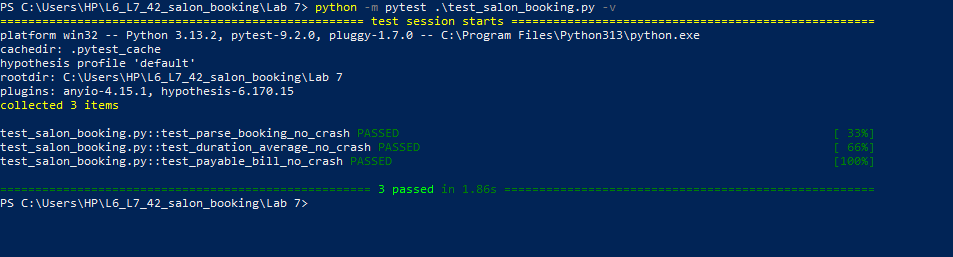 PS C:\Users\HP\L6_L7_42_salon_booking\Lab 7> python -m pytest .\test_salon_booking.py -v
================================================== test session starts ==================================================
platform win32 -- Python 3.13.2, pytest-9.2.0, pluggy-1.7.0 -- C:\Program Files\Python313\python.exe
cachedir: .pytest_cache
hypothesis profile 'default'
rootdir: C:\Users\HP\L6_L7_42_salon_booking\Lab 7
plugins: anyio-4.15.1, hypothesis-6.170.15
collected 3 items
test_salon_booking.py::test_parse_booking_no_crash PASSED [ 33%]
test_salon_booking.py::test_duration_average_no_crash PASSED [ 66%]
test_salon_booking.py::test_payable_bill_no_crash PASSED [100%]
=================================================== 3 passed in 1.86s ===================================================
PS C:\Users\HP\L6_L7_42_salon_booking\Lab 7>